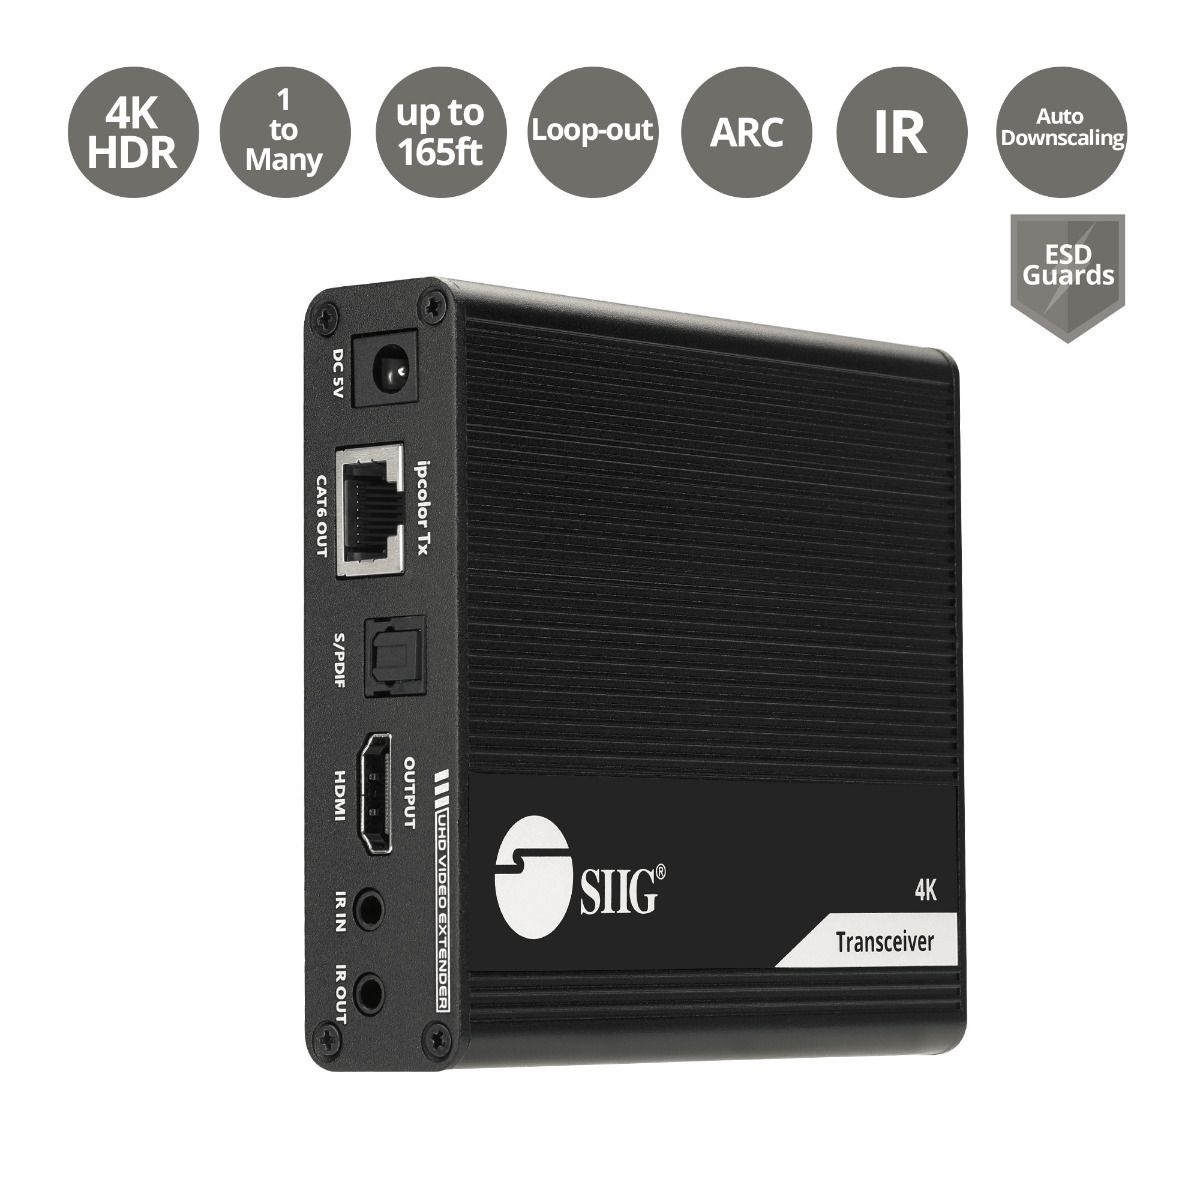 4K
HDR
1
to
Many
up to
165ft
Loop-out
ARC
IR
Auto
Downscaling
ESD
Guards
DC 5V
ipcolor Tx
CAT6 OUT
S/PDIF
OUTPUT
HDMI
UHD VIDEO EXTENDER
IR IN
IR OUT
SIIG®
4K
Transceiver